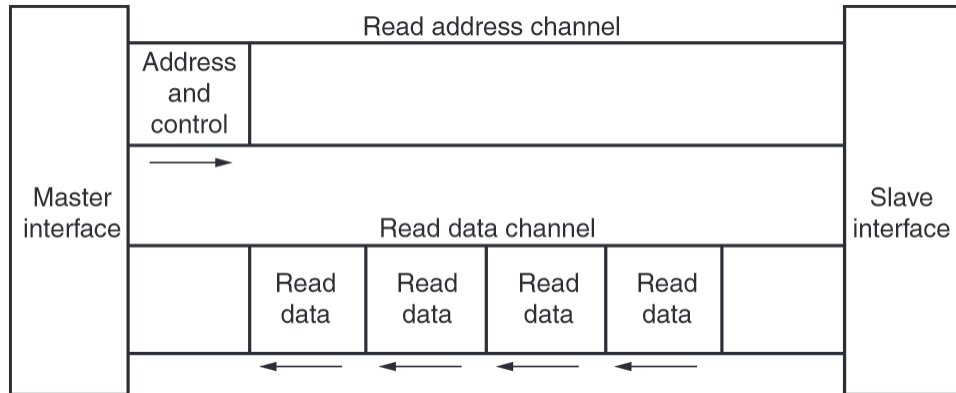 Read address channel
Address
and
control
Master
interface
Slave
interface
Read data channel
Read
data
Read
data
Read
data
Read
data